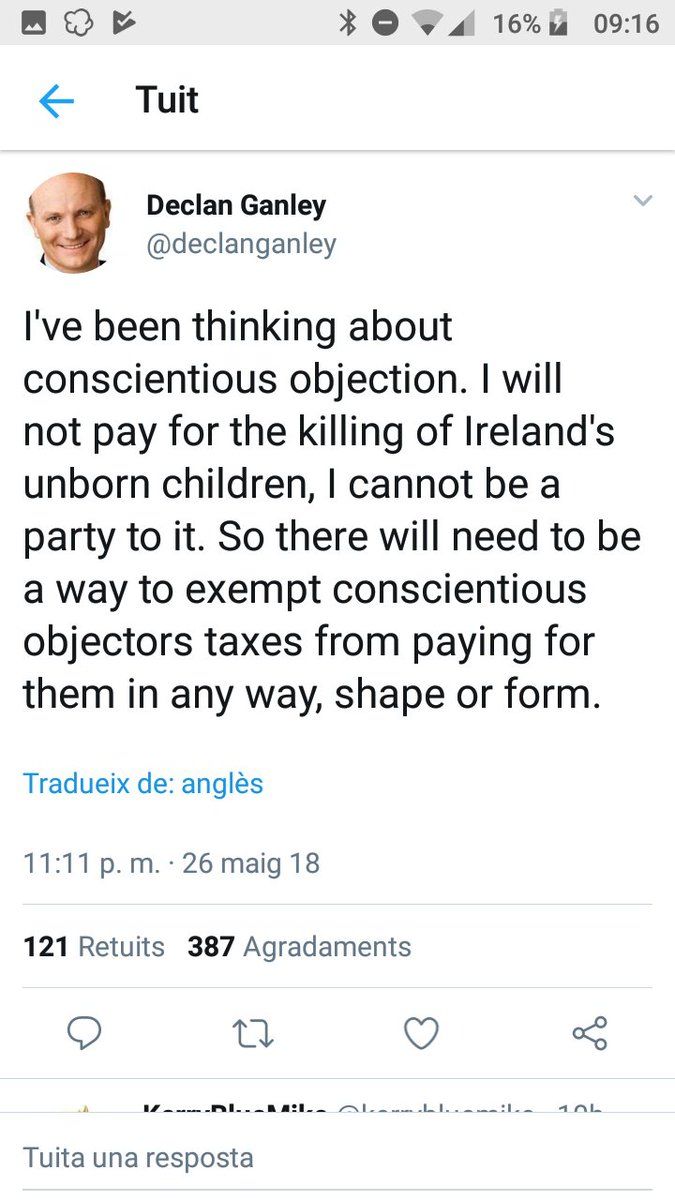 16% 09:16
Tuit
Declan Ganley
@declanganley
I've been thinking about
conscientious objection. I will
not pay for the killing of Ireland's
unborn children, I cannot be a
party to it. So there will need to be
a way to exempt conscientious
objectors taxes from paying for
them in any way, shape or form.
Tradueix de: anglès
11:11 p. m. · 26 maig 18
121 Retuits 387 Agradaments
KerryBlueMike @kerrybluemike · 10h
Tuita una resposta